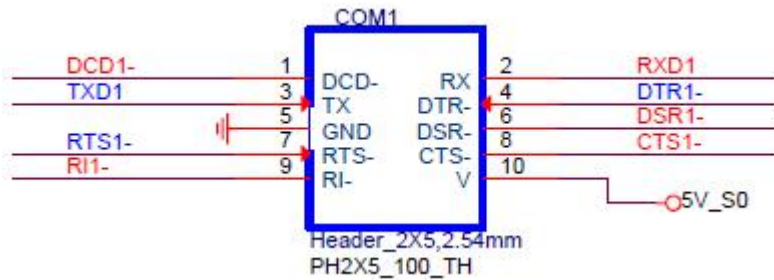 COM1
DCD1- 1 DCD- RX 2 RXD1
TXD1 3 TX DTR- 4 DTR1-
5 GND DSR- 6 DSR1-
RTS1- 7 RTS- CTS- 8 CTS1-
RI1- 9 RI- V 10
5V_S0
Header_2X5,2.54mm
PH2X5_100_TH